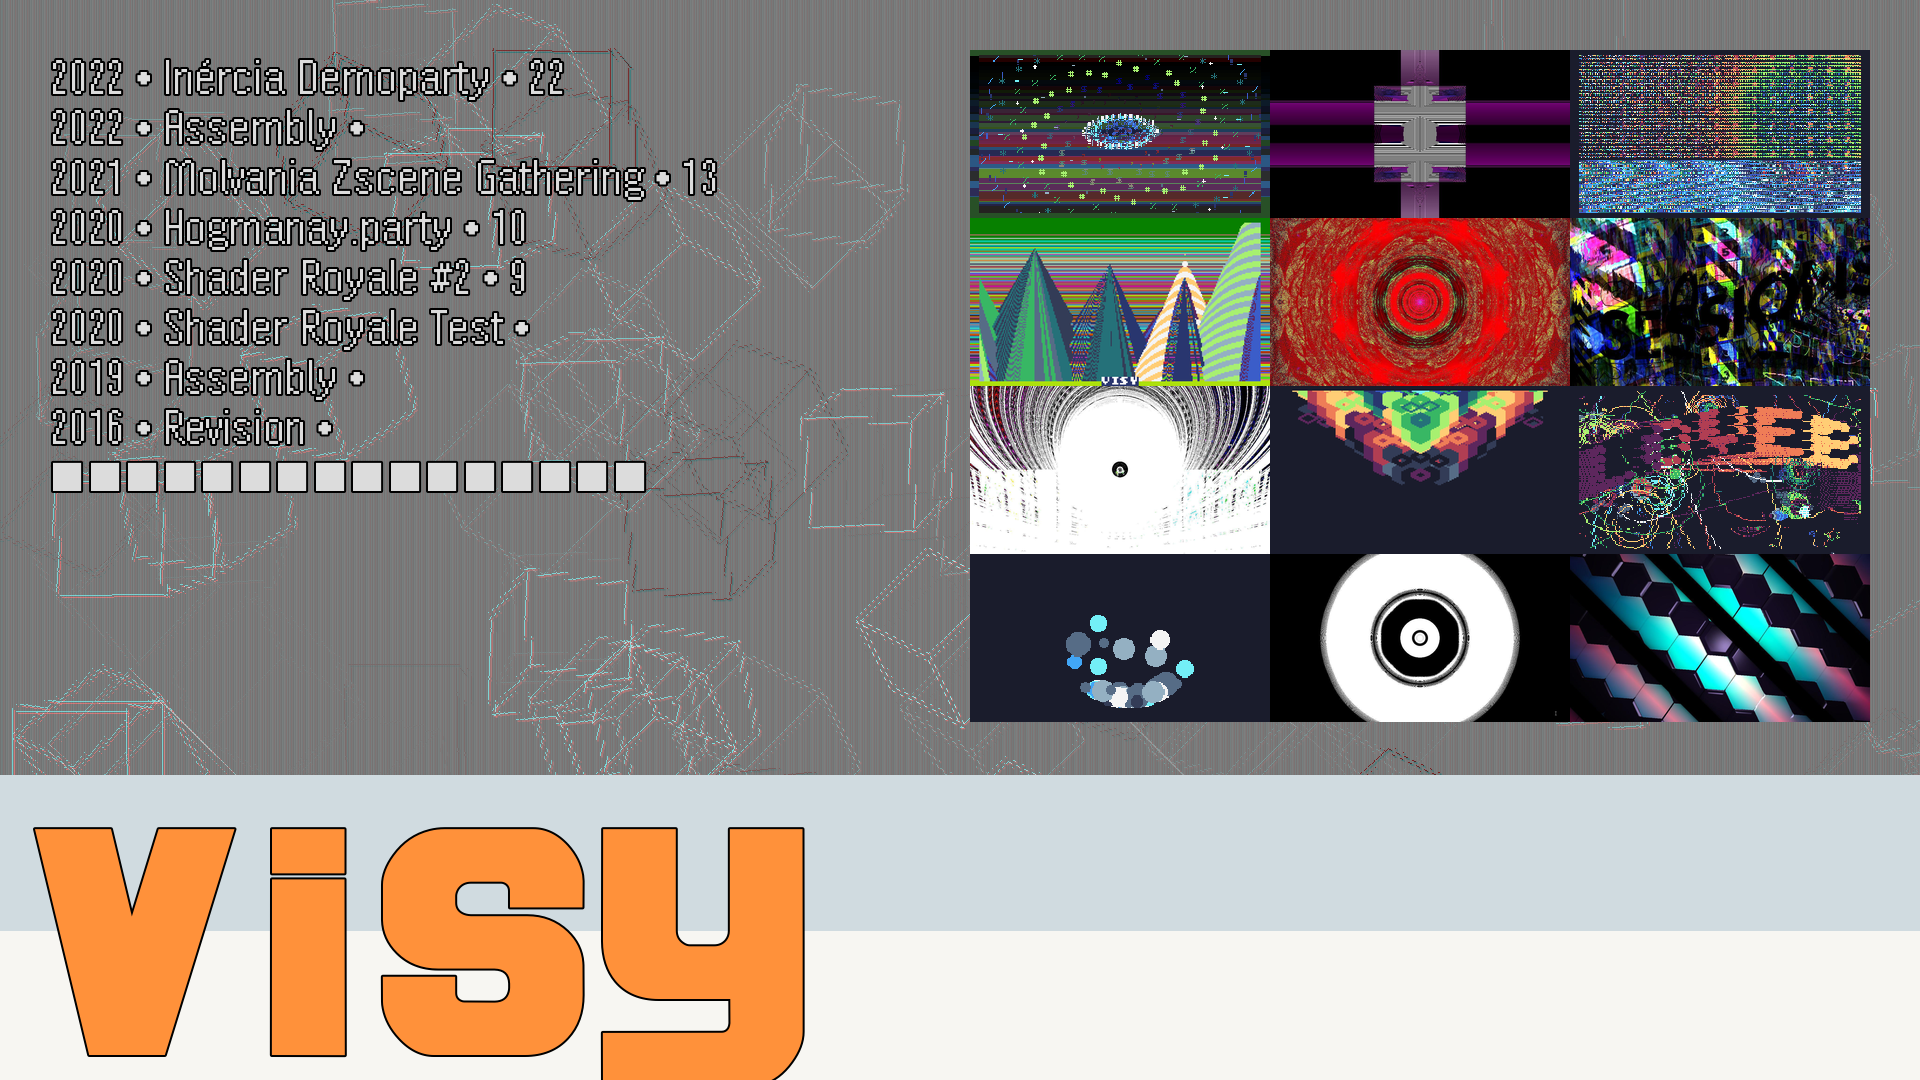 2022 • Inércia Demoparty • 22
2022 • Assembly •
2021 • Molvania Zscene Gathering • 13
2020 • Hogmanay.party • 10
2020 • Shader Royale #2 • 9
2020 • Shader Royale Test •
2019 • Assembly •
2016 • Revision •
VISY
Visy